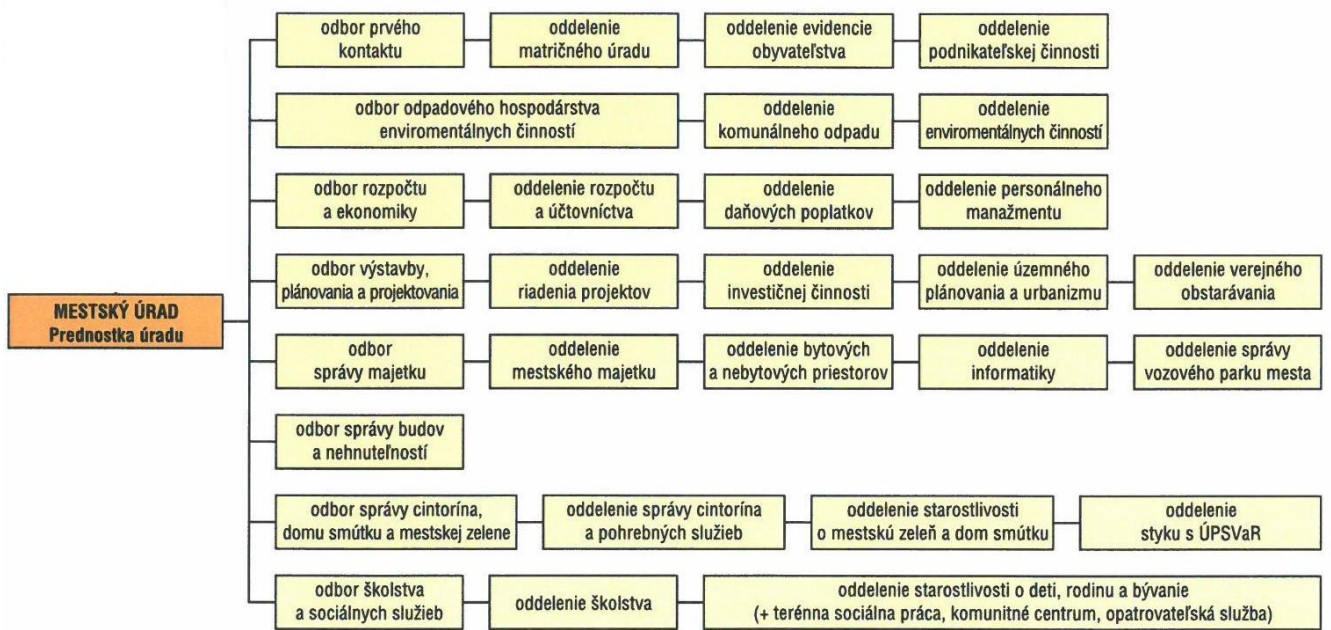 odbor prvého
kontaktu
oddelenie
matričného úradu
oddelenie evidencie
obyvateľstva
oddelenie
podnikateľskej činnosti
odbor odpadového hospodárstva
enviromentálnych činností
oddelenie
komunálneho odpadu
oddelenie
enviromentálnych činností
odbor rozpočtu
a ekonomiky
oddelenie rozpočtu
a účtovníctva
oddelenie
daňových poplatkov
oddelenie personálneho
manažmentu
odbor výstavby,
plánovania a projektovania
oddelenie
riadenia projektov
oddelenie
investičnej činnosti
oddelenie územného
plánovania a urbanizmu
oddelenie verejného
obstarávania
MESTSKÝ ÚRAD
Prednostka úradu
odbor
správy majetku
oddelenie
mestského majetku
oddelenie bytových
a nebytových priestorov
oddelenie
informatiky
oddelenie správy
vozového parku mesta
odbor správy budov
a nehnuteľností
odbor správy cintorína,
domu smútku a mestskej zelene
oddelenie správy cintorína
a pohrebných služieb
oddelenie starostlivosti
o mestskú zeleň a dom smútku
oddelenie
styku s ÚPSVaR
odbor školstva
a sociálnych služieb
oddelenie školstva
oddelenie starostlivosti o deti, rodinu a bývanie
(+ terénna sociálna práca, komunitné centrum, opatrovateľská služba)